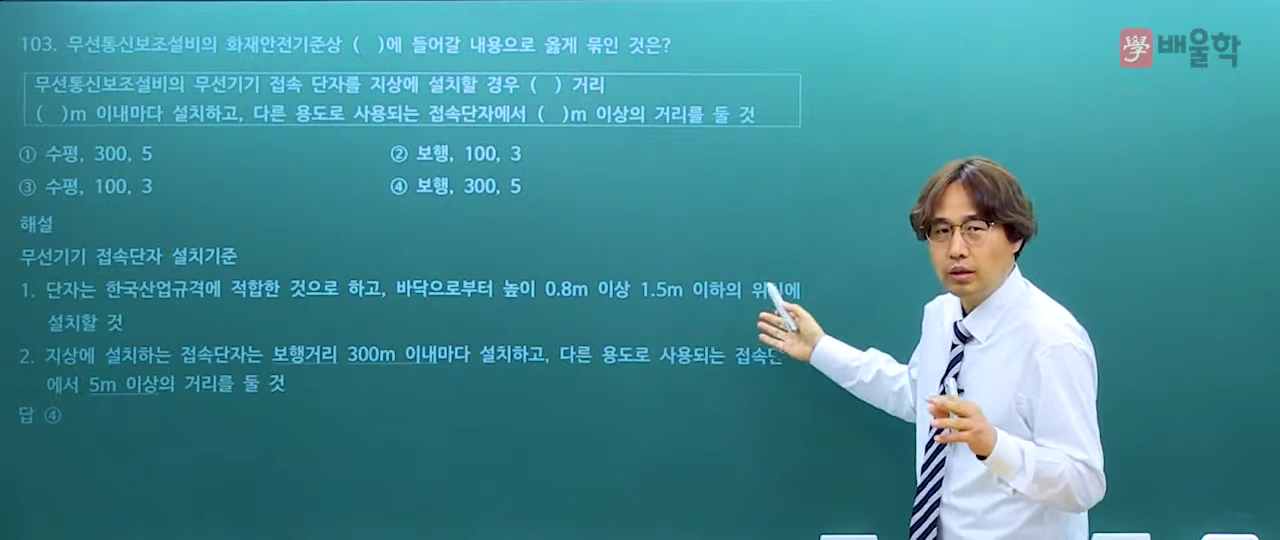 103. 무선통신보조설비의 화재안전기준상 (  )에 들어갈 내용으로 옳게 묶인 것은?
學 배울학
무선통신보조설비의 무선기기 접속 단자를 지상에 설치할 경우 (  ) 거리
(  )m 이내마다 설치하고, 다른 용도로 사용되는 접속단자에서 (  )m 이상의 거리를 둘 것
① 수평, 300, 5
② 보행, 100, 3
③ 수평, 100, 3
④ 보행, 300, 5
해설
무선기기 접속단자 설치기준
1. 단자는 한국산업규격에 적합한 것으로 하고, 바닥으로부터 높이 0.8m 이상 1.5m 이하의 위치에
설치할 것
2. 지상에 설치하는 접속단자는 보행거리 300m 이내마다 설치하고, 다른 용도로 사용되는 접속단
에서 5m 이상의 거리를 둘 것
답 ④